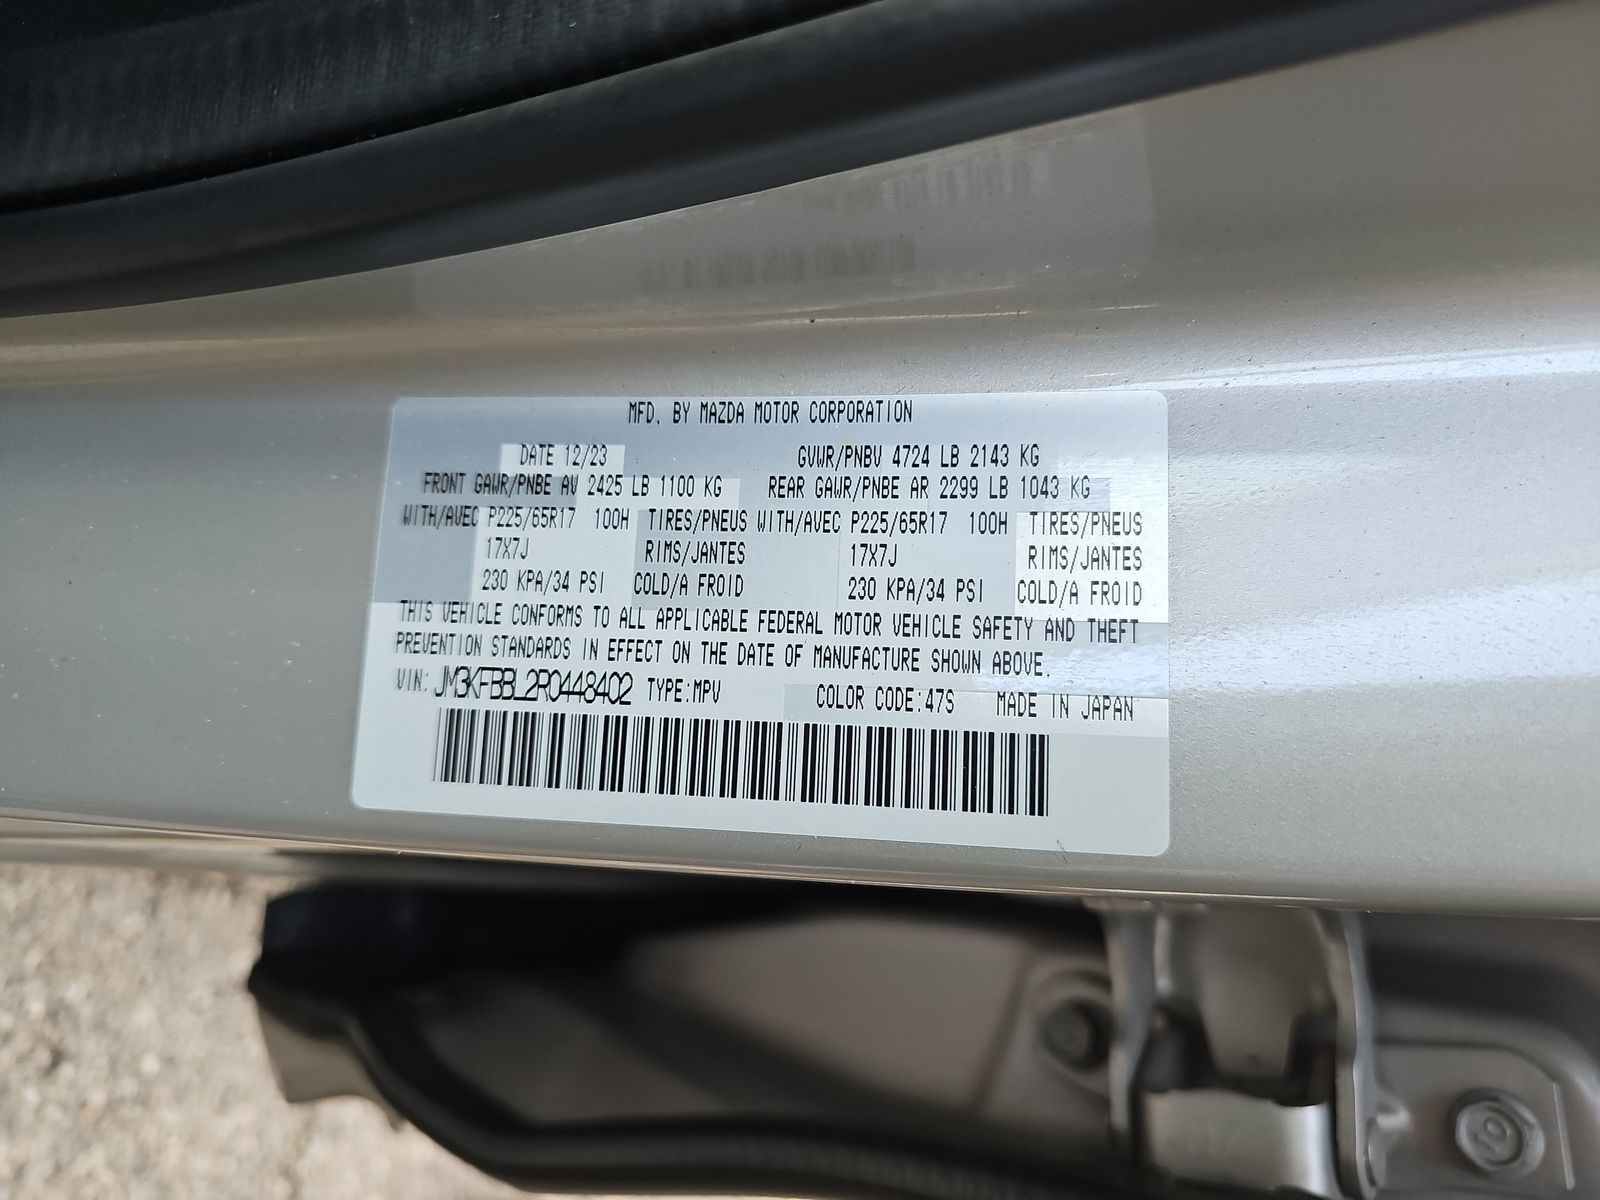 MFD. BY MAZDA MOTOR CORPORATION
DATE 12/23 GVWR/PNBV 4724 LB 2143 KG
FRONT GAWR/PNBE AV 2425 LB 1100 KG REAR GAWR/PNBE AR 2299 LB 1043 KG
WITH/AVEC P225/65R17 100H TIRES/PNEUS WITH/AVEC P225/65R17 100H TIRES/PNEUS
17X7J RIMS/JANTES 17X7J RIMS/JANTES
230 KPA/34 PSI COLD/A FROID 230 KPA/34 PSI COLD/A FROID
THIS VEHICLE CONFORMS TO ALL APPLICABLE FEDERAL MOTOR VEHICLE SAFETY AND THEFT
PREVENTION STANDARDS IN EFFECT ON THE DATE OF MANUFACTURE SHOWN ABOVE.
VIN: JM3KFBBL2R0448402 TYPE:MPV COLOR CODE:47S MADE IN JAPAN
10